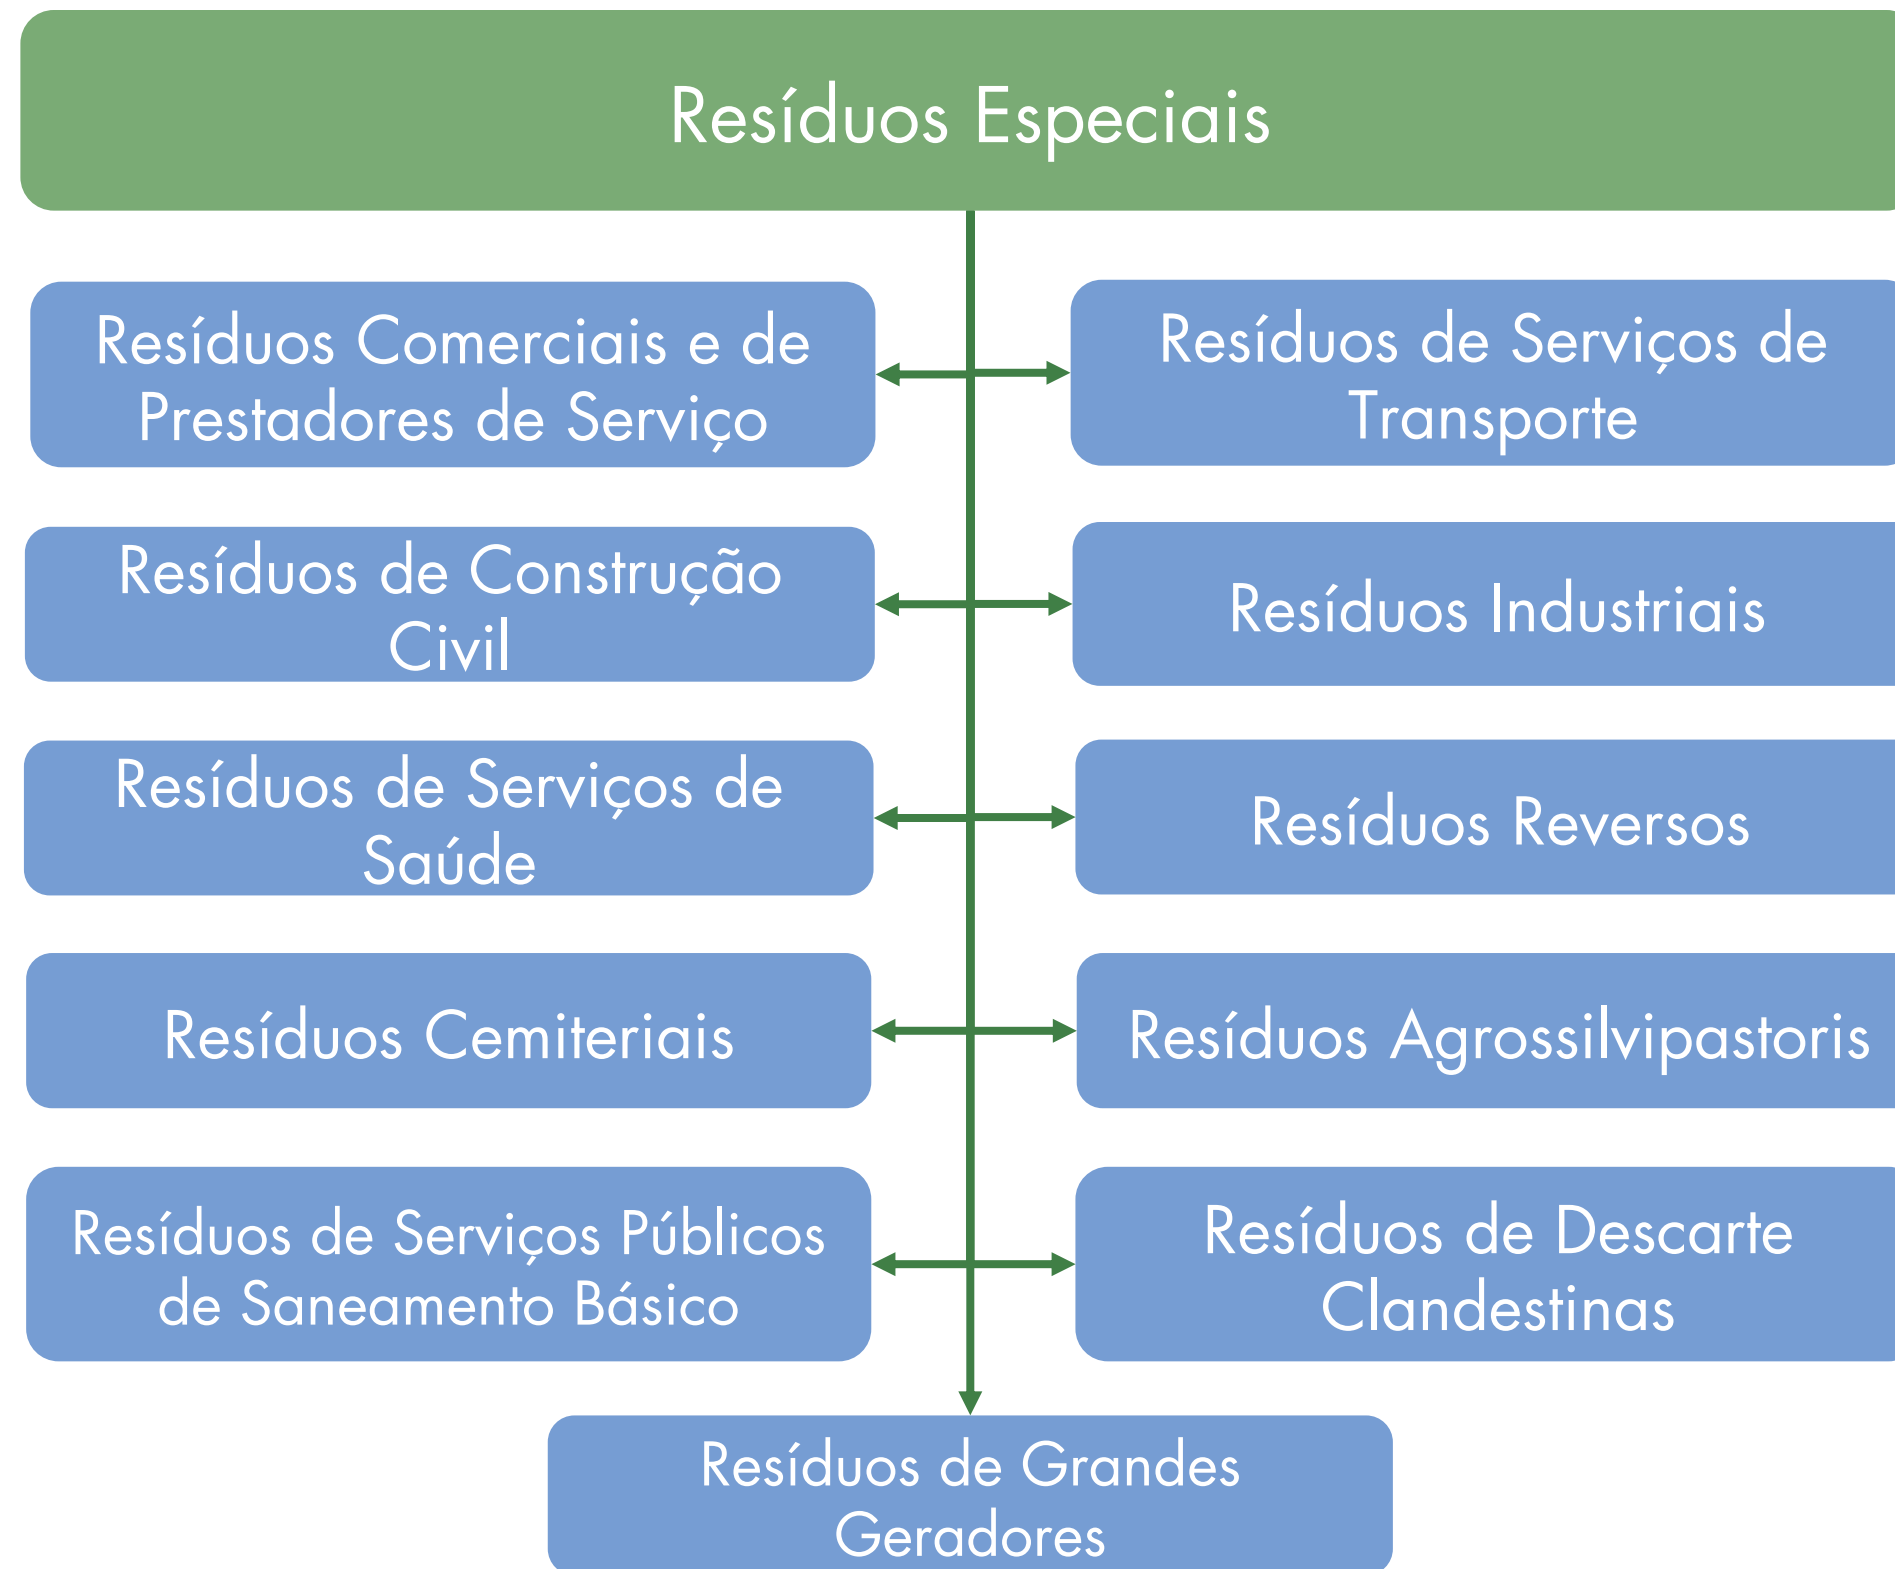 Resíduos Especiais
Resíduos Comerciais e de
Prestadores de Serviço
Resíduos de Serviços de
Transporte
Resíduos de Construção
Civil
Resíduos Industriais
Resíduos de Serviços de
Saúde
Resíduos Reversos
Resíduos Cemiteriais
Resíduos Agrossilvipastoris
Resíduos de Serviços Públicos
de Saneamento Básico
Resíduos de Descarte
Clandestinas
Resíduos de Grandes
Geradores